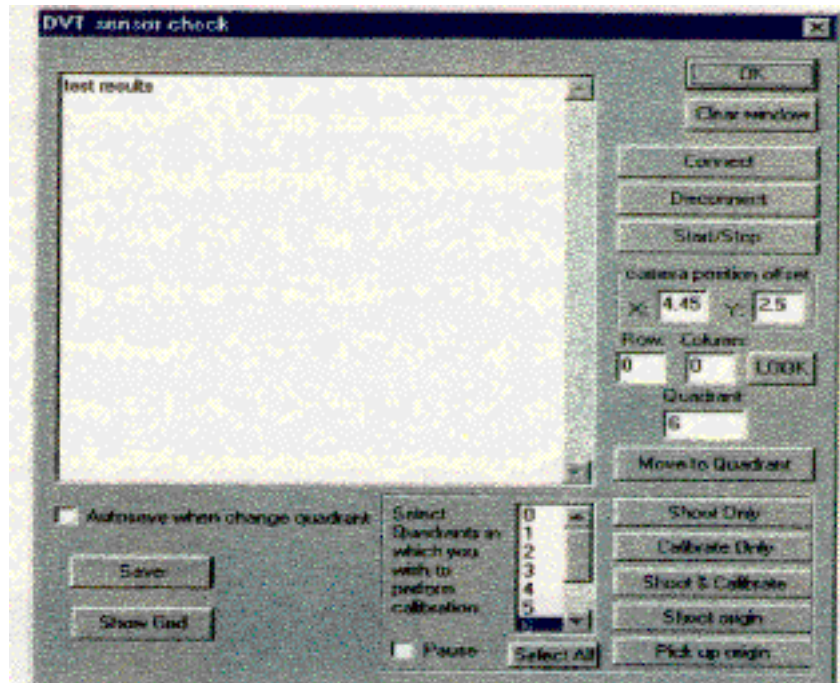 DVT sensor check
test results
OK
Clear window
Connect
Disconnect
Start/Stop
camera position offset
X: 4.45 Y: 2.5
Row: Column:
0 0 LOOK
Quadrant
6
Move to Quadrant
Autosave when change quadrant
Save
Show Grid
Select
Quadrants in
which you
wish to
perform
calibration
0
1
2
3
4
5
6
Pause
Select All
Shoot Only
Calibrate Only
Shoot & Calibrate
Shoot origin
Pick up origin